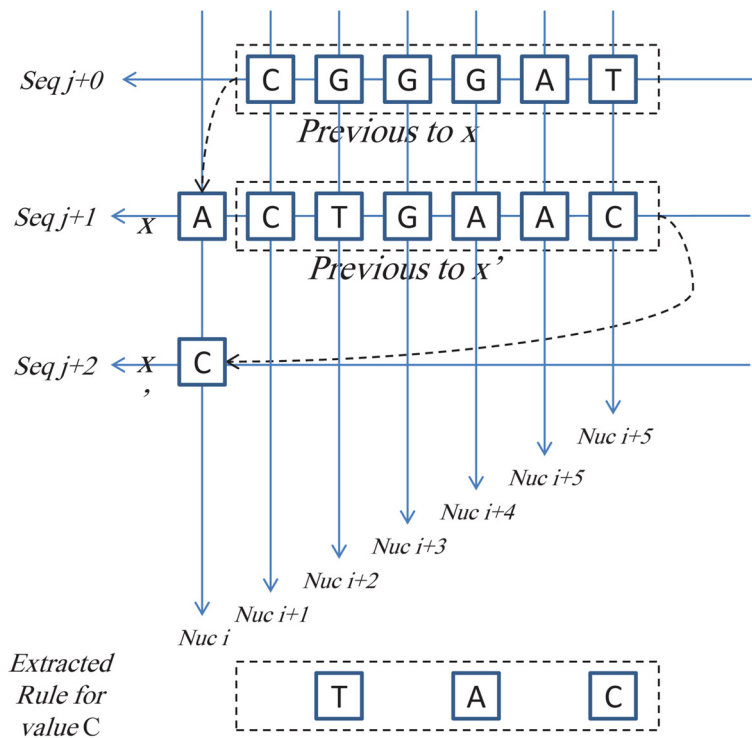 Seq j+0 C G G G A T
Previous to x
Seq j+1 x A C T G A A C
Previous to x’
Seq j+2 x’ C
Nuc i+5
Nuc i+5
Nuc i+4
Nuc i+3
Nuc i+2
Nuc i+1
Nuc i
Extracted
Rule for
value C
T A C